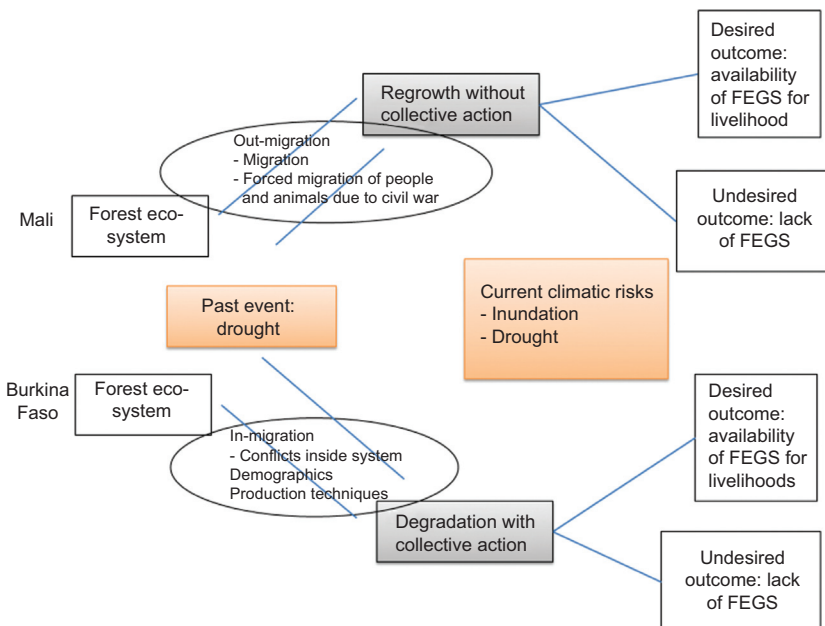 Desired
outcome:
availability
of FEGS for
livelihood
Regrowth without
collective action
Out-migration
- Migration
- Forced migration of people
and animals due to civil war
Mali
Forest eco-
system
Undesired
outcome: lack
of FEGS
Past event:
drought
Current climatic risks
- Inundation
- Drought
Burkina
Faso
Forest eco-
system
Desired
outcome:
availability
of FEGS for
livelihoods
In-migration
- Conflicts inside system
Demographics
Production techniques
Degradation with
collective action
Undesired
outcome: lack
of FEGS